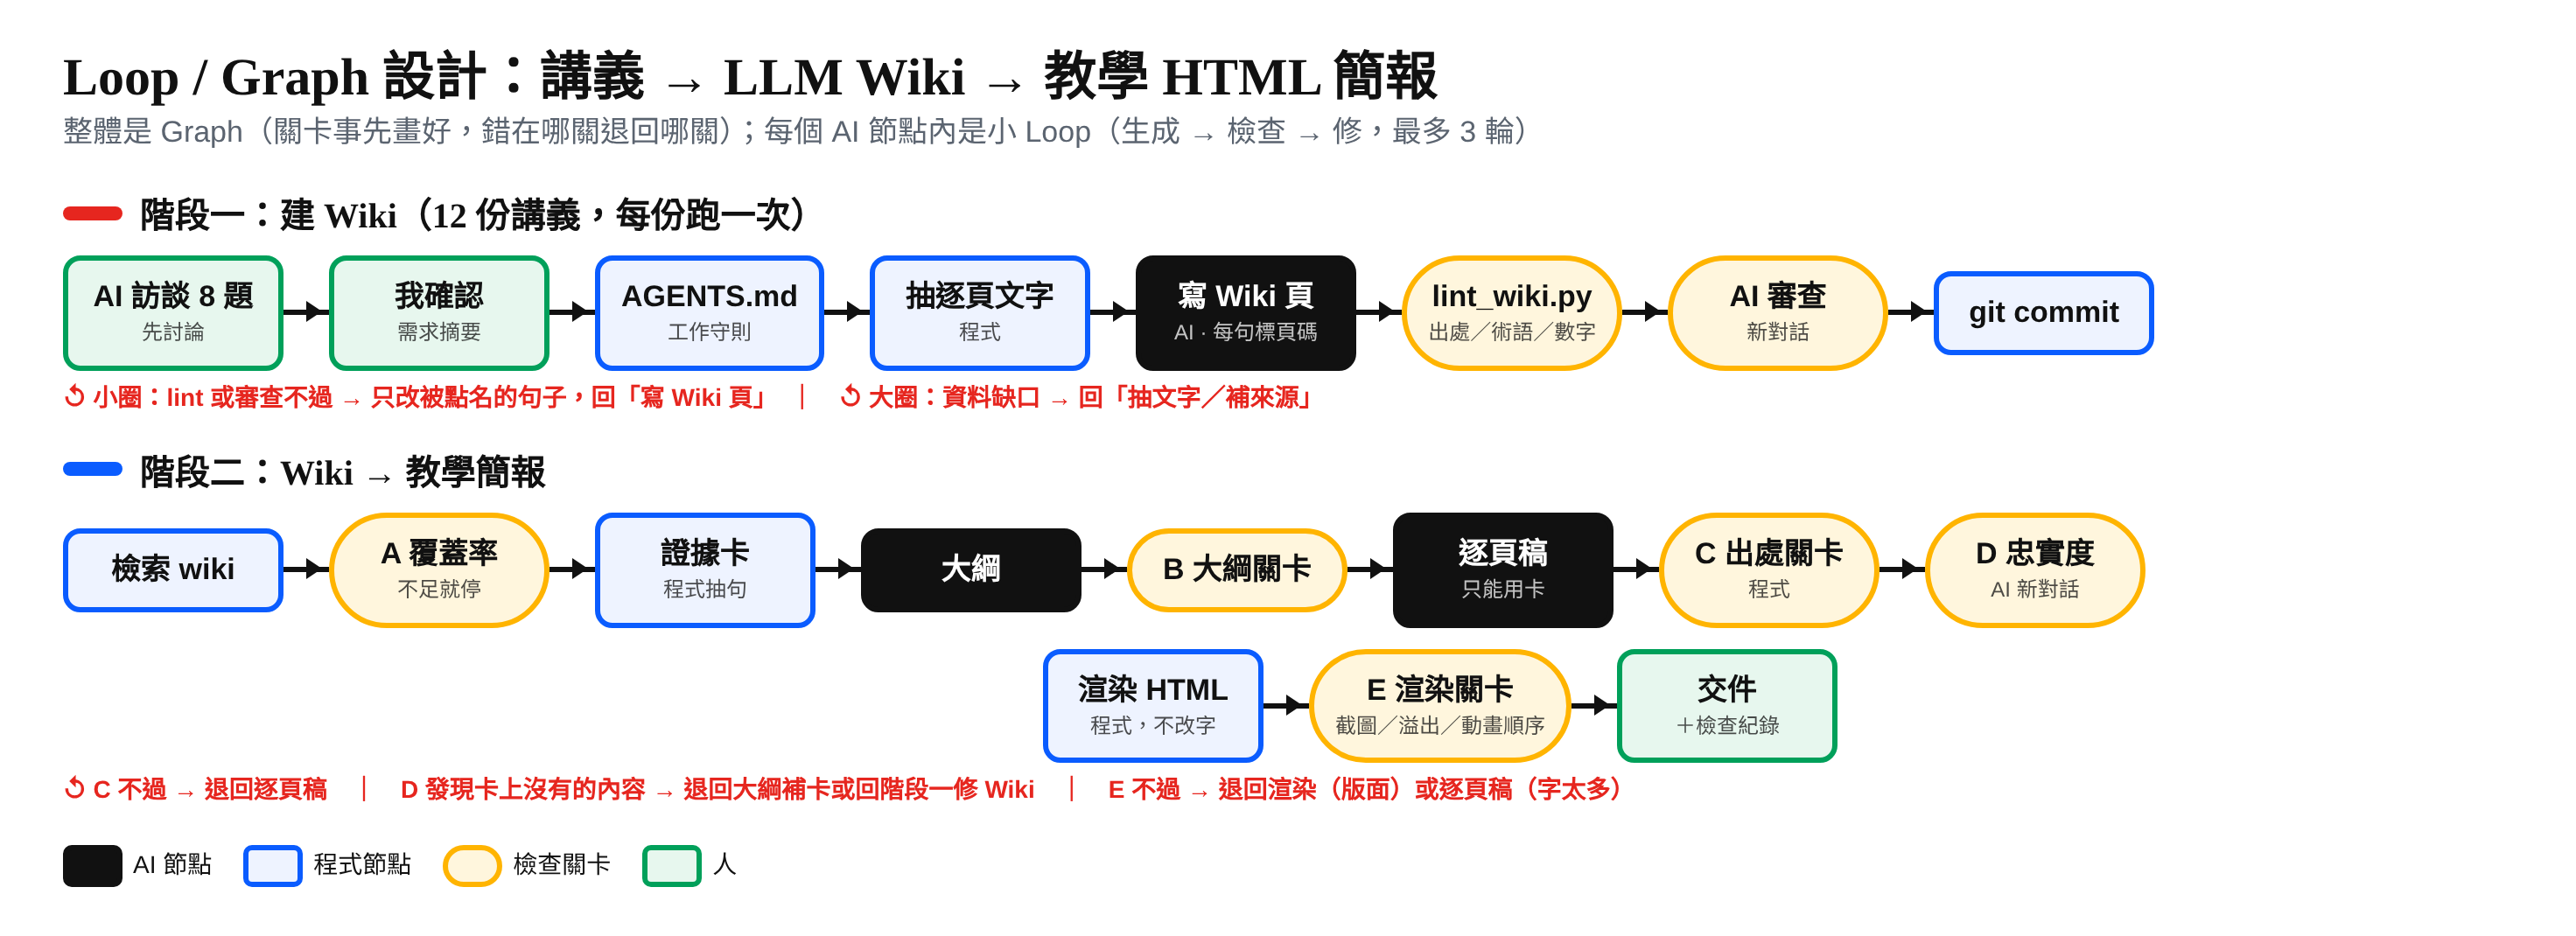 Loop / Graph 設計：講義 → LLM Wiki → 教學 HTML 簡報
整體是 Graph（關卡事先畫好，錯在哪關退回哪關）；每個 AI 節點內是小 Loop（生成 → 檢查 → 修，最多 3 輪）
階段一：建 Wiki（12 份講義，每份跑一次）
AI 訪談 8 題
先討論
我確認
需求摘要
AGENTS.md
工作守則
抽逐頁文字
程式
寫 Wiki 頁
AI · 每句標頁碼
lint_wiki.py
出處／術語／數字
AI 審查
新對話
git commit
↺ 小圈：lint 或審查不過 → 只改被點名的句子，回「寫 Wiki 頁」 ｜ ↺ 大圈：資料缺口 → 回「抽文字／補來源」
階段二：Wiki → 教學簡報
檢索 wiki
A 覆蓋率
不足就停
證據卡
程式抽句
大綱
B 大綱關卡
逐頁稿
只能用卡
C 出處關卡
程式
D 忠實度
AI 新對話
渲染 HTML
程式，不改字
E 渲染關卡
截圖／溢出／動畫順序
交件
＋檢查紀錄
↺ C 不過 → 退回逐頁稿 ｜ D 發現卡上沒有的內容 → 退回大綱補卡或回階段一修 Wiki ｜ E 不過 → 退回渲染（版面）或逐頁稿（字太多）
AI 節點
程式節點
檢查關卡
人